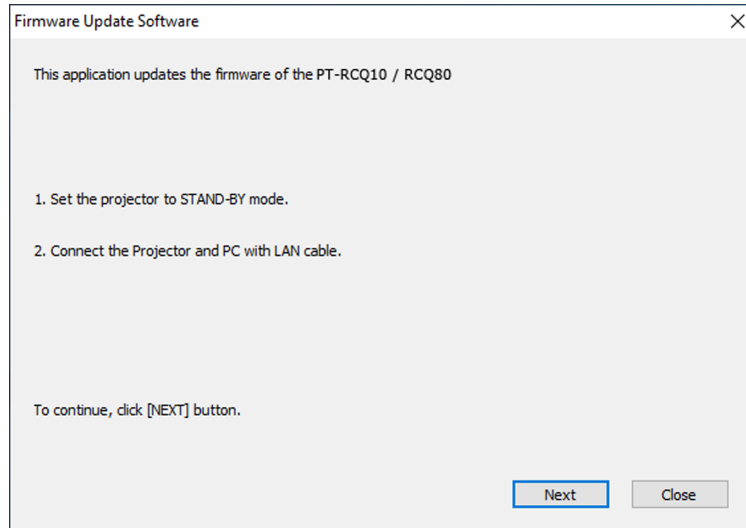 Firmware Update Software
This application updates the firmware of the PT-RCQ10 / RCQ80
1. Set the projector to STAND-BY mode.
2. Connect the Projector and PC with LAN cable.
To continue, click [NEXT] button.
Next
Close